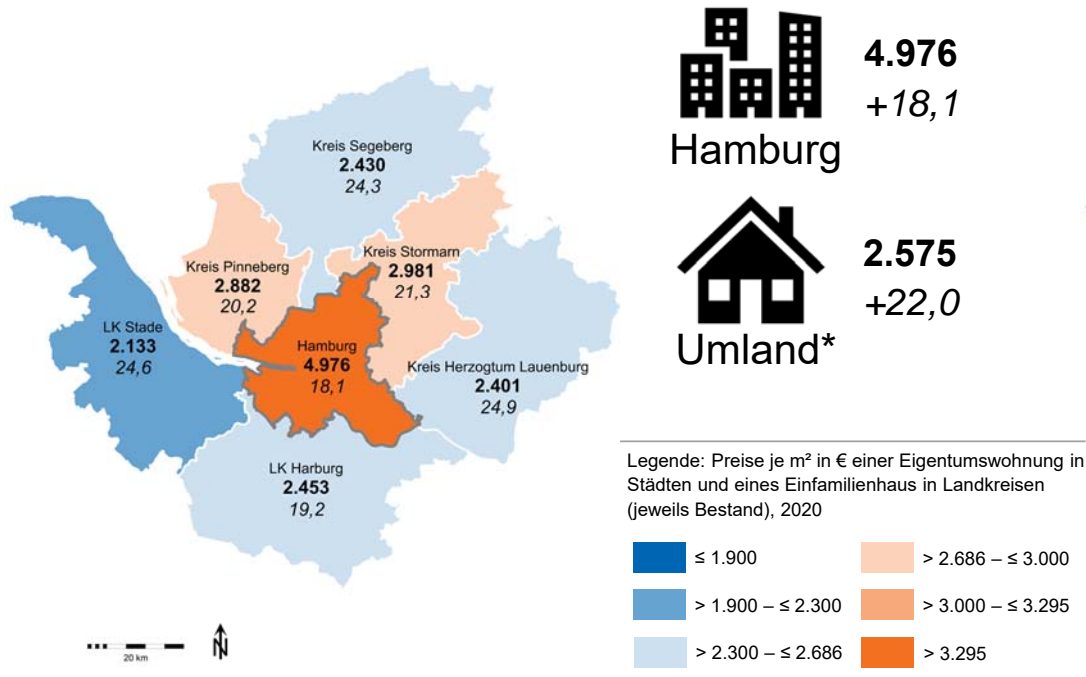 Kreis Segeberg
2.430
24,3
Kreis Pinneberg
2.882
20,2
Kreis Stormarn
2.981
21,3
LK Stade
2.133
24,6
Hamburg
4.976
18,1
Kreis Herzogtum Lauenburg
2.401
24,9
LK Harburg
2.453
19,2
20 km
N
4.976
+18,1
Hamburg
2.575
+22,0
Umland*
Legende: Preise je m² in € einer Eigentumswohnung in
Städten und eines Einfamilienhaus in Landkreisen
(jeweils Bestand), 2020
≤ 1.900
> 1.900 – ≤ 2.300
> 2.300 – ≤ 2.686
> 2.686 – ≤ 3.000
> 3.000 – ≤ 3.295
> 3.295